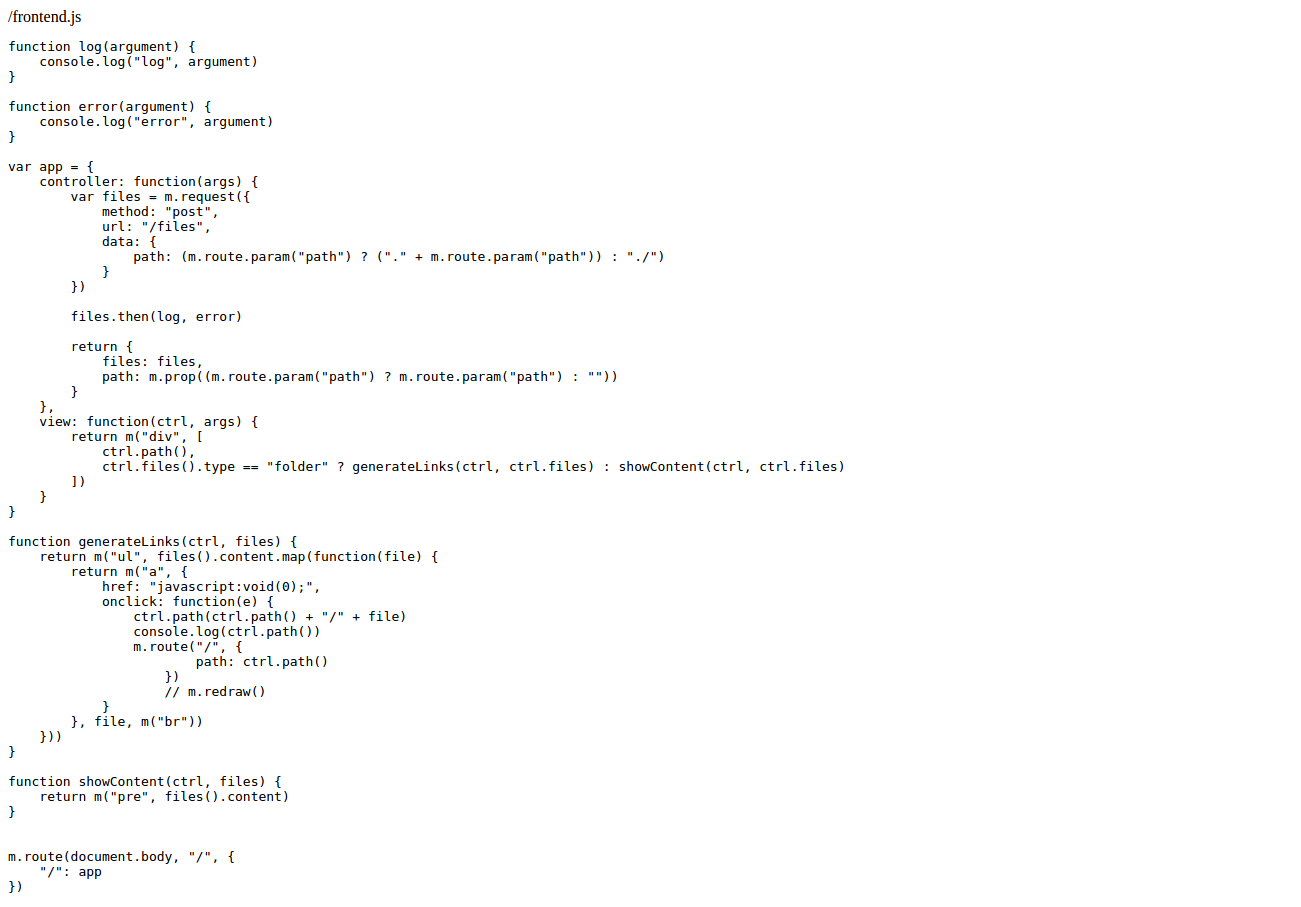 /frontend.js
function log(argument) {
    console.log("log", argument)
}

function error(argument) {
    console.log("error", argument)
}

var app = {
    controller: function(args) {
        var files = m.request({
            method: "post",
            url: "/files",
            data: {
                path: (m.route.param("path") ? ("." + m.route.param("path")) : "./")
            }
        })

        files.then(log, error)

        return {
            files: files,
            path: m.prop((m.route.param("path") ? m.route.param("path") : ""))
        }
    },
    view: function(ctrl, args) {
        return m("div", [
            ctrl.path(),
            ctrl.files().type == "folder" ? generateLinks(ctrl, ctrl.files) : showContent(ctrl, ctrl.files)
        ])
    }
}

function generateLinks(ctrl, files) {
    return m("ul", files().content.map(function(file) {
        return m("a", {
            href: "javascript:void(0);",
            onclick: function(e) {
                ctrl.path(ctrl.path() + "/" + file)
                console.log(ctrl.path())
                m.route("/", {
                        path: ctrl.path()
                    })
                    // m.redraw()
            }
        }, file, m("br"))
    }))
}

function showContent(ctrl, files) {
    return m("pre", files().content)
}


m.route(document.body, "/", {
    "/": app
})